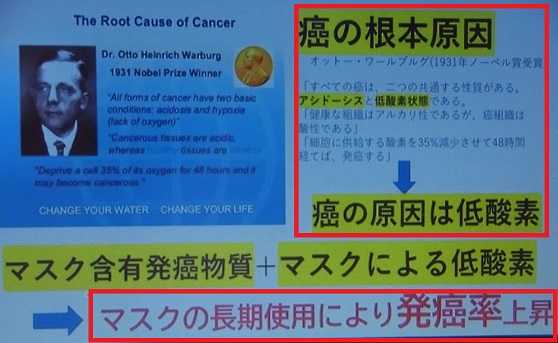 The Root Cause of Cancer
Dr. Otto Heinrich Warburg
1931 Nobel Prize Winner
"All forms of cancer have two basic
conditions: acidosis and hypoxia
(lack of oxygen)"
"Cancerous tissues are acidic,
whereas tissues are
"Deprive a cell 35% of its oxygen for 48 hours and it
may become cancerous"
CHANGE YOUR WATER CHANGE YOUR LIFE
癌の根本原因
オットー・ワールブルグ(1931)年ノーベル賞受賞
「すべての癌は、二つの共通する性質がある。
アシドーシスと低酸素状態である。
「健康な組織はアルカリ性であるが、癌組織は
酸性である」
「細胞に供給する酸素を35%減少させて48時間
経てば、発癌する」
癌の原因は低酸素
マスク含有発癌物質+マスクによる低酸素
マスクの長期使用により発癌率上昇